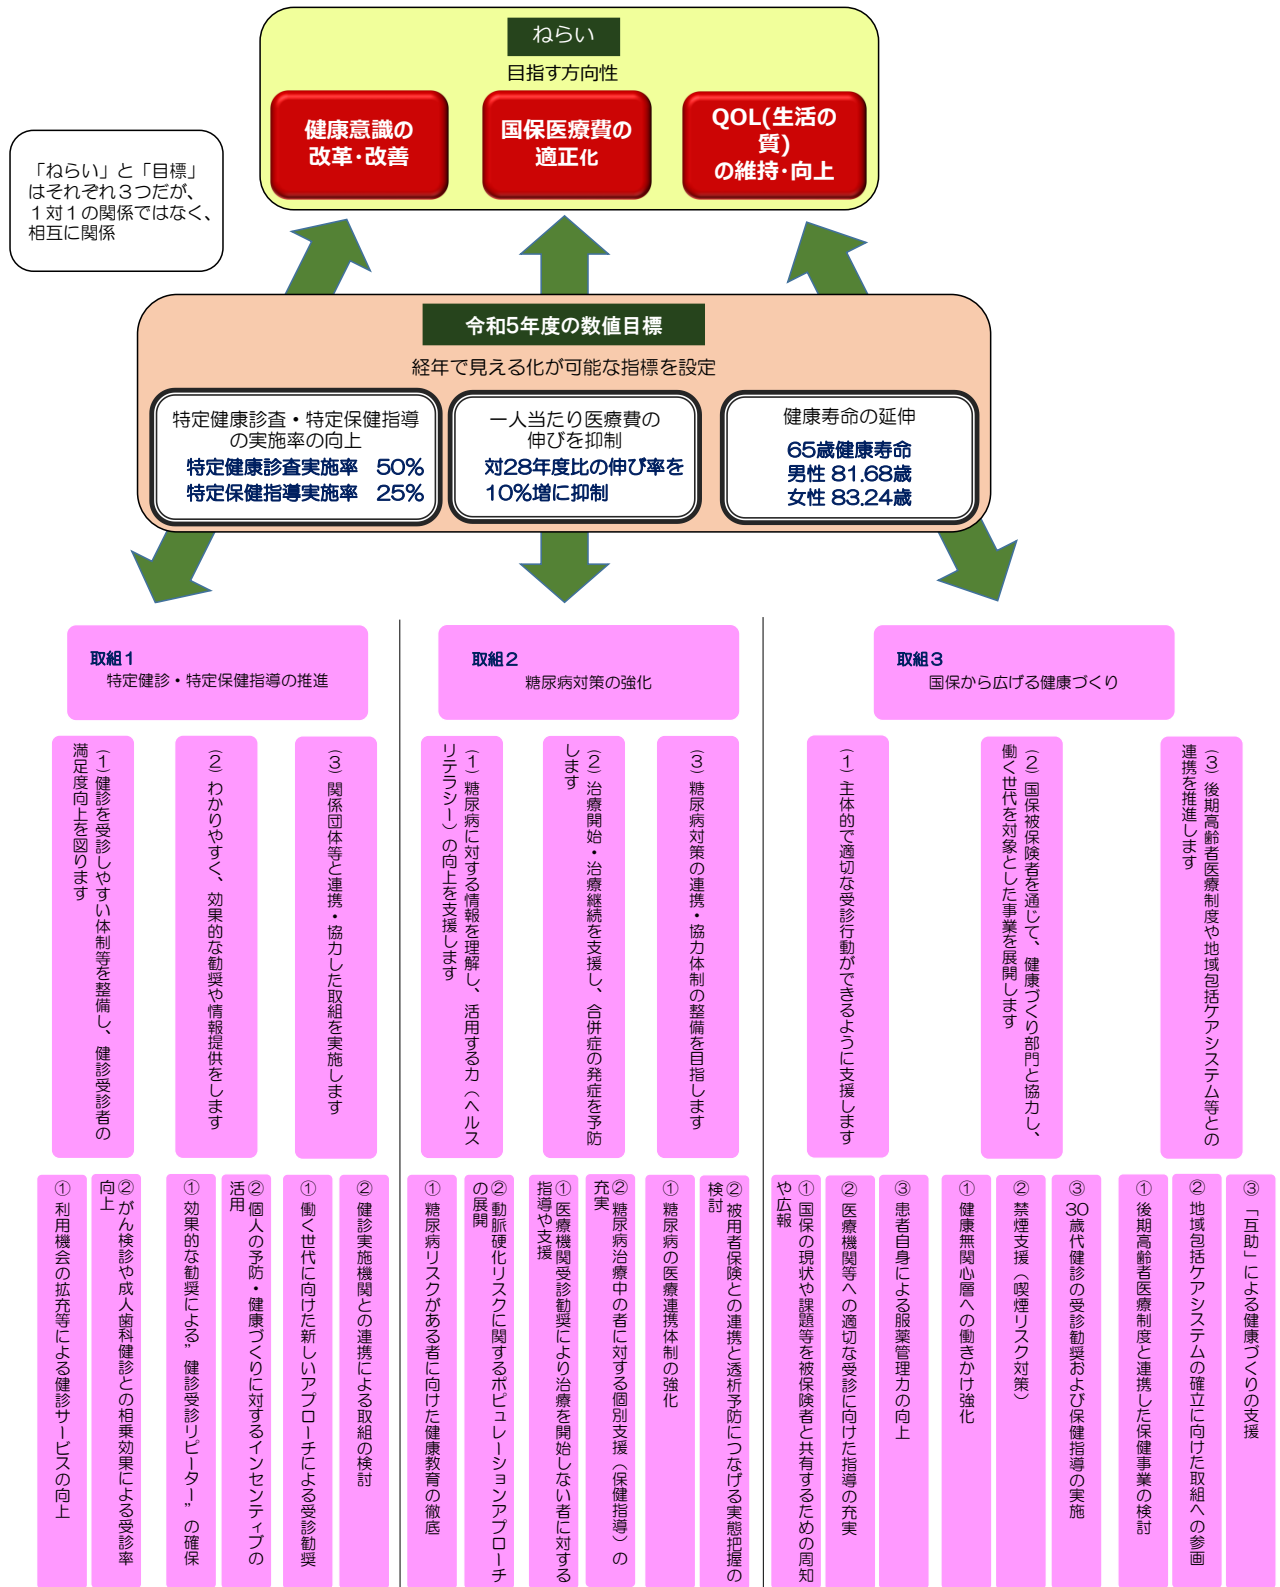 ねらい
目指す方向性
健康意識の
改革・改善
国保医療費の
適正化
QOL(生活の
質)
の維持・向上
「ねらい」と「目標」
はそれぞれ３つだが、
１対１の関係ではなく、
相互に関係
令和5年度の数値目標
経年で見える化が可能な指標を設定
特定健康診査・特定保健指導
の実施率の向上
特定健康診査実施率　50%
特定保健指導実施率　25%
一人当たり医療費の
伸びを抑制
対28年度比の伸び率を
10%増に抑制
健康寿命の延伸
65歳健康寿命
男性 81.68歳
女性 83.24歳
取組１
特定健診・特定保健指導の推進
取組２
糖尿病対策の強化
取組３
国保から広げる健康づくり
（１）健診を受診しやすい体制等を整備し、健診受診者の
満足度向上を図ります
（２）わかりやすく、効果的な勧奨や情報提供をします
（３）関係団体等と連携・協力した取組を実施します
（１）糖尿病に対する情報を理解し、活用する力（ヘルス
リテラシー）の向上を支援します
（２）治療開始・治療継続を支援し、合併症の発症を予防
します
（３）糖尿病対策の連携・協力体制の整備を目指します
（１）主体的で適切な受診行動ができるように支援します
（２）国保被保険者を通じて、健康づくり部門と協力し、
働く世代を対象とした事業を展開します
（３）後期高齢者医療制度や地域包括ケアシステム等との
連携を推進します
①利用機会の拡充等による健診サービスの向上
②がん検診や成人歯科健診との相乗効果による受診率
向上
①効果的な勧奨による”健診受診リピーター”の確保
②個人の予防・健康づくりに対するインセンティブの
活用
①働く世代に向けた新しいアプローチによる受診勧奨
②健診実施機関との連携による取組の検討
①糖尿病リスクがある者に向けた健康教育の徹底
②動脈硬化リスクに関するポピュレーションアプローチ
の展開
①医療機関受診勧奨により治療を開始しない者に対する
指導や支援
②糖尿病治療中の者に対する個別支援（保健指導）の
充実
①糖尿病の医療連携体制の強化
②被用者保険との連携と透析予防につなげる実態把握の
検討
①国保の現状や課題等を被保険者と共有するための周知
や広報
②医療機関等への適切な受診に向けた指導の充実
③患者自身による服薬管理力の向上
①健康無関心層への働きかけ強化
②禁煙支援（喫煙リスク対策）
③30歳代健診の受診勧奨および保健指導の実施
①後期高齢者医療制度と連携した保健事業の検討
②地域包括ケアシステムの確立に向けた取組への参画
③「互助」による健康づくりの支援